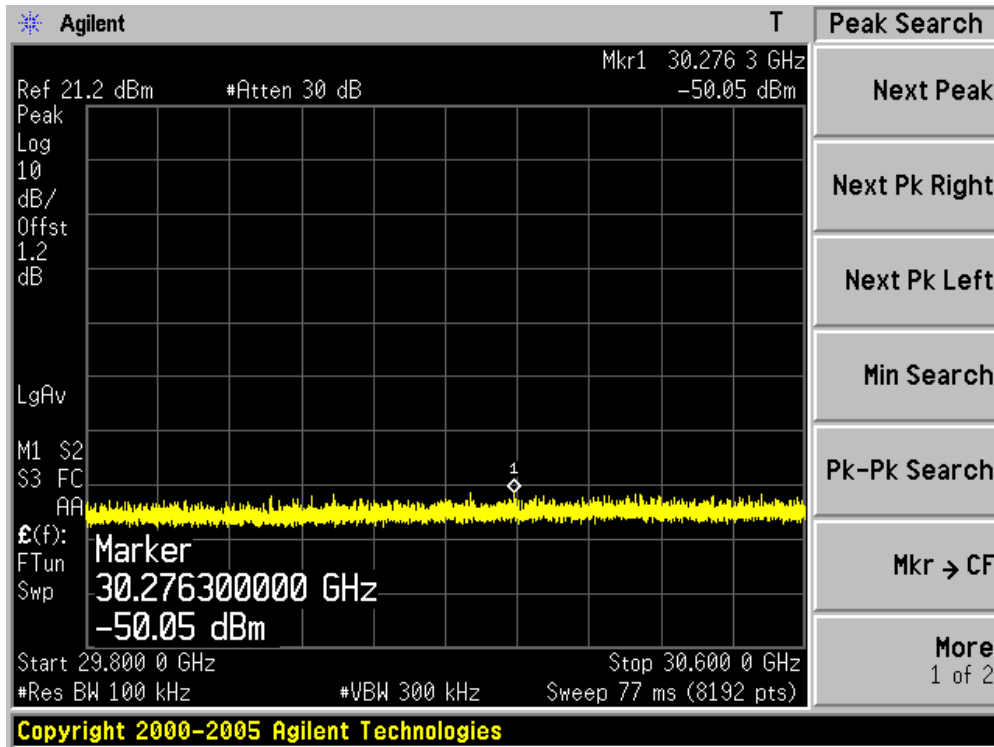 Agilent T
Peak Search
Mkr1 30.276 3 GHz
Ref 21.2 dBm #Atten 30 dB -50.05 dBm
Peak
Log
10
dB/
Offst
1.2
dB
LgAv
M1 S2
S3 FC
AA
£(f):
FTun
Swp
1
Marker
30.276300000 GHz
-50.05 dBm
Start 29.800 0 GHz Stop 30.600 0 GHz
#Res BW 100 kHz #VBW 300 kHz Sweep 77 ms (8192 pts)
Copyright 2000-2005 Agilent Technologies
Next Peak
Next Pk Right
Next Pk Left
Min Search
Pk-Pk Search
Mkr → CF
More
1 of 2